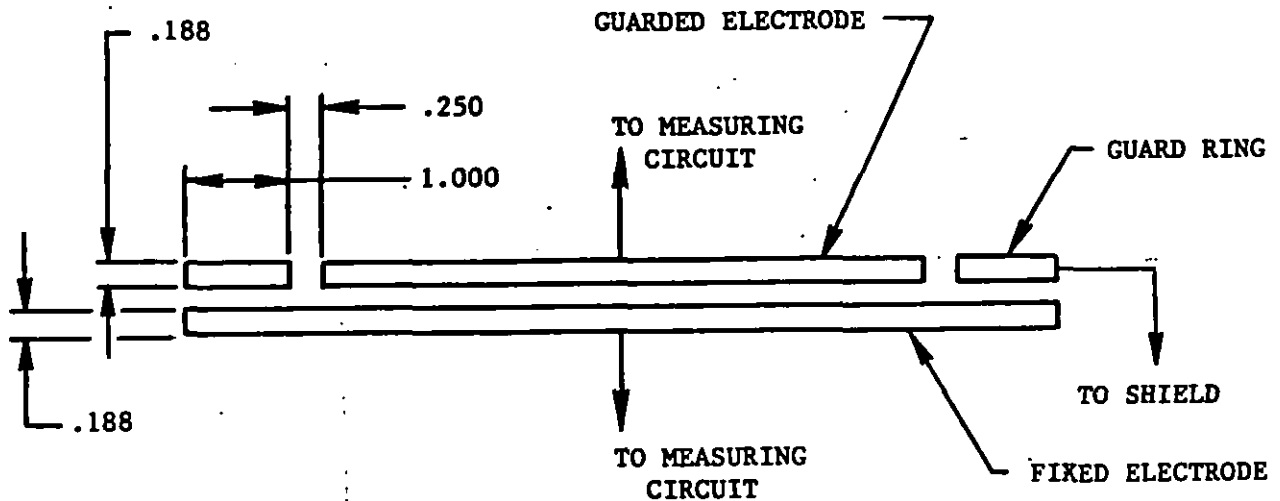 .188
GUARDED ELECTRODE
.250
TO MEASURING
CIRCUIT
GUARD RING
1.000
TO SHIELD
.188
TO MEASURING
CIRCUIT
FIXED ELECTRODE